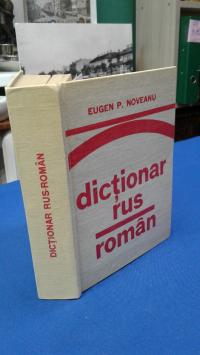 EUGEN P. NOVEANU
dicționar
rus
român
DICȚIONAR RUS-ROMÂN